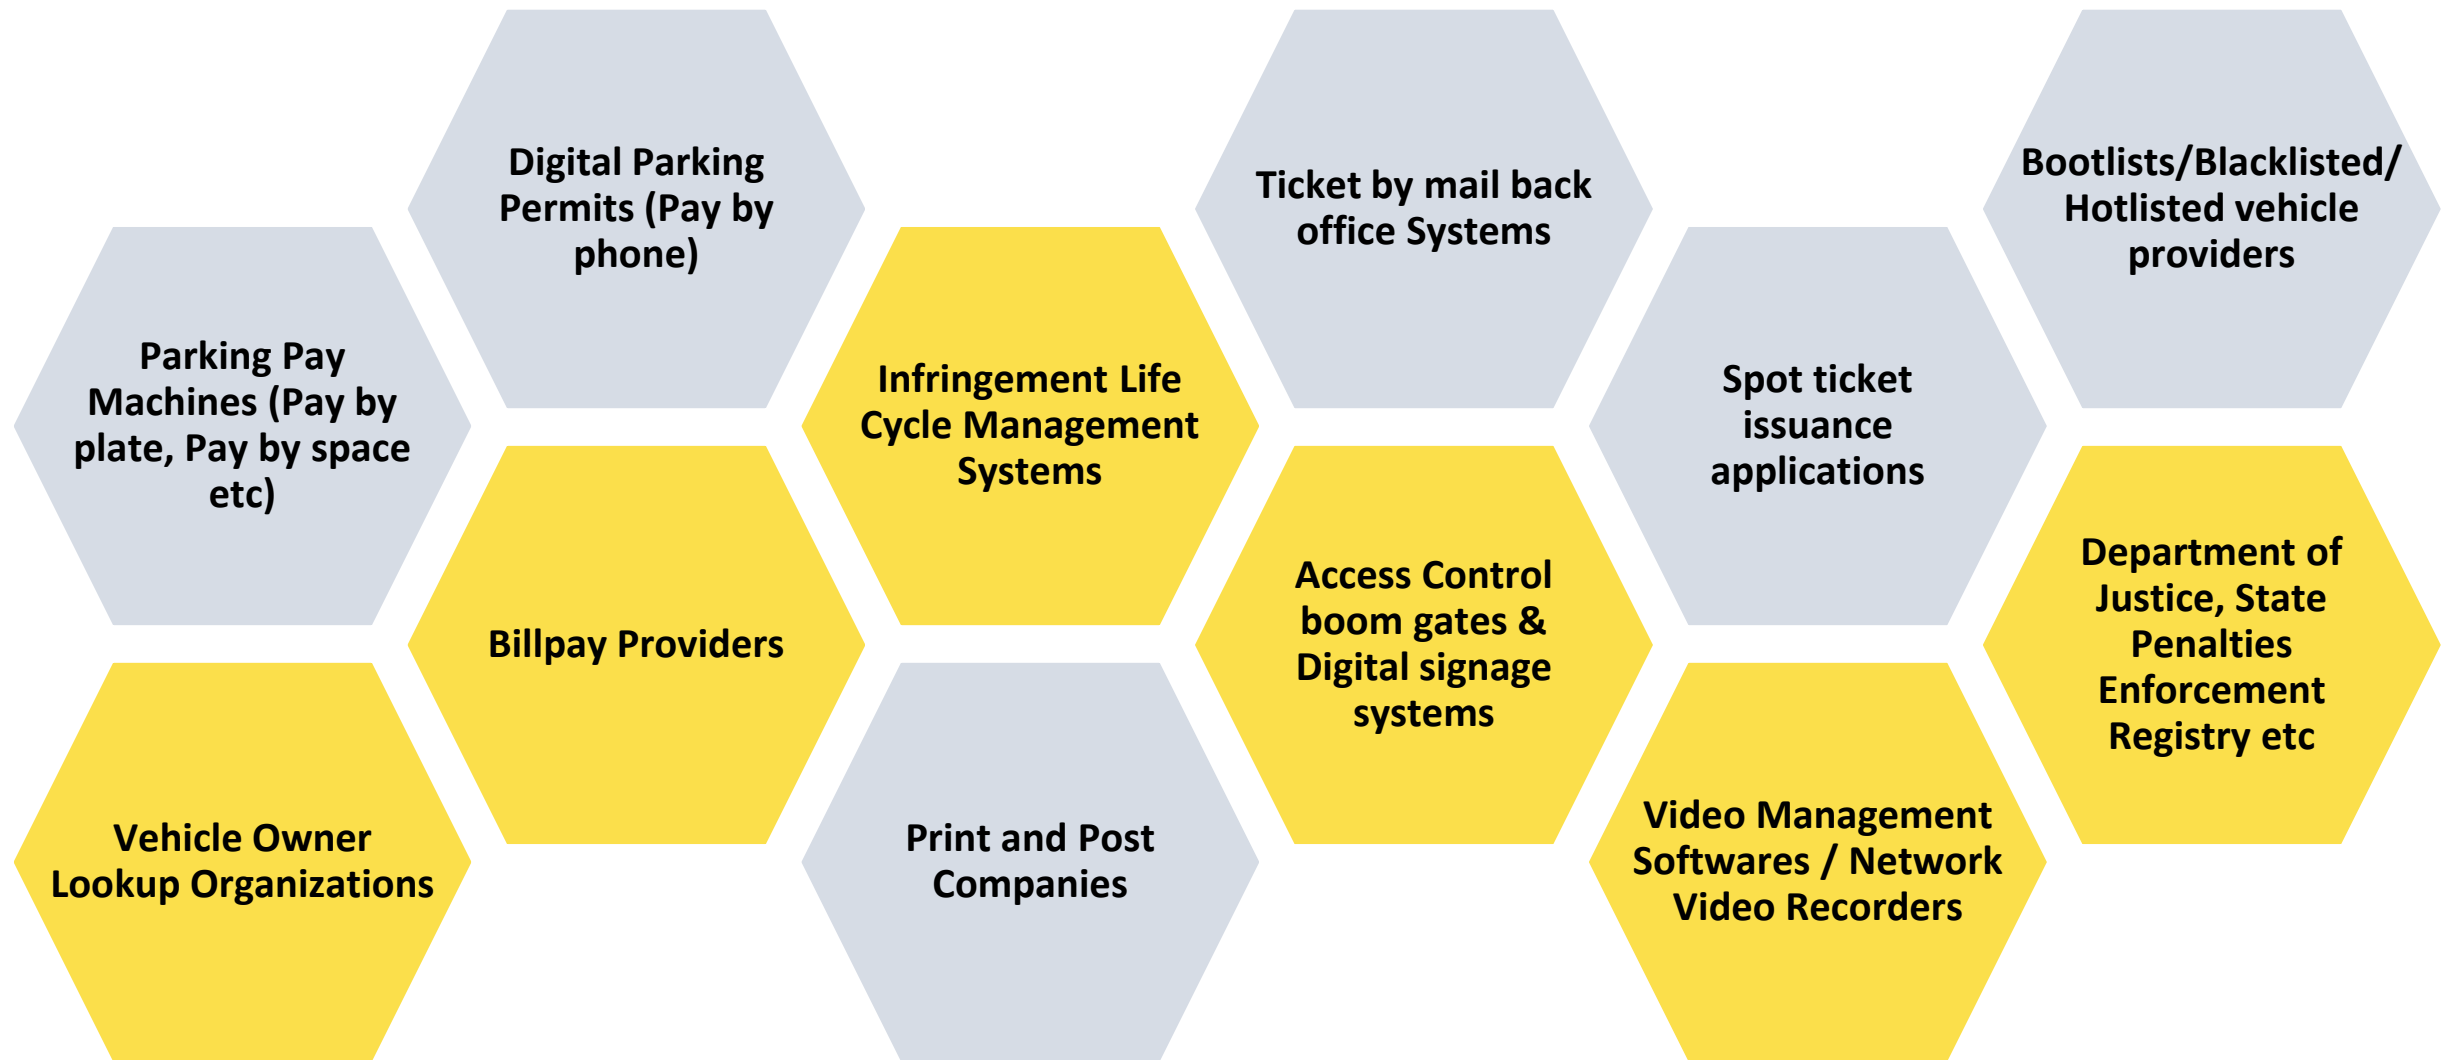 Digital Parking
Permits (Pay by
phone)
Ticket by mail back
office Systems
Bootlists/Blacklisted/
Hotlisted vehicle
providers
Parking Pay
Machines (Pay by
plate, Pay by space
etc)
Infringement Life
Cycle Management
Systems
Spot ticket
issuance
applications
Billpay Providers
Access Control
boom gates &
Digital signage
systems
Department of
Justice, State
Penalties
Enforcement
Registry etc
Vehicle Owner
Lookup Organizations
Print and Post
Companies
Video Management
Softwares / Network
Video Recorders